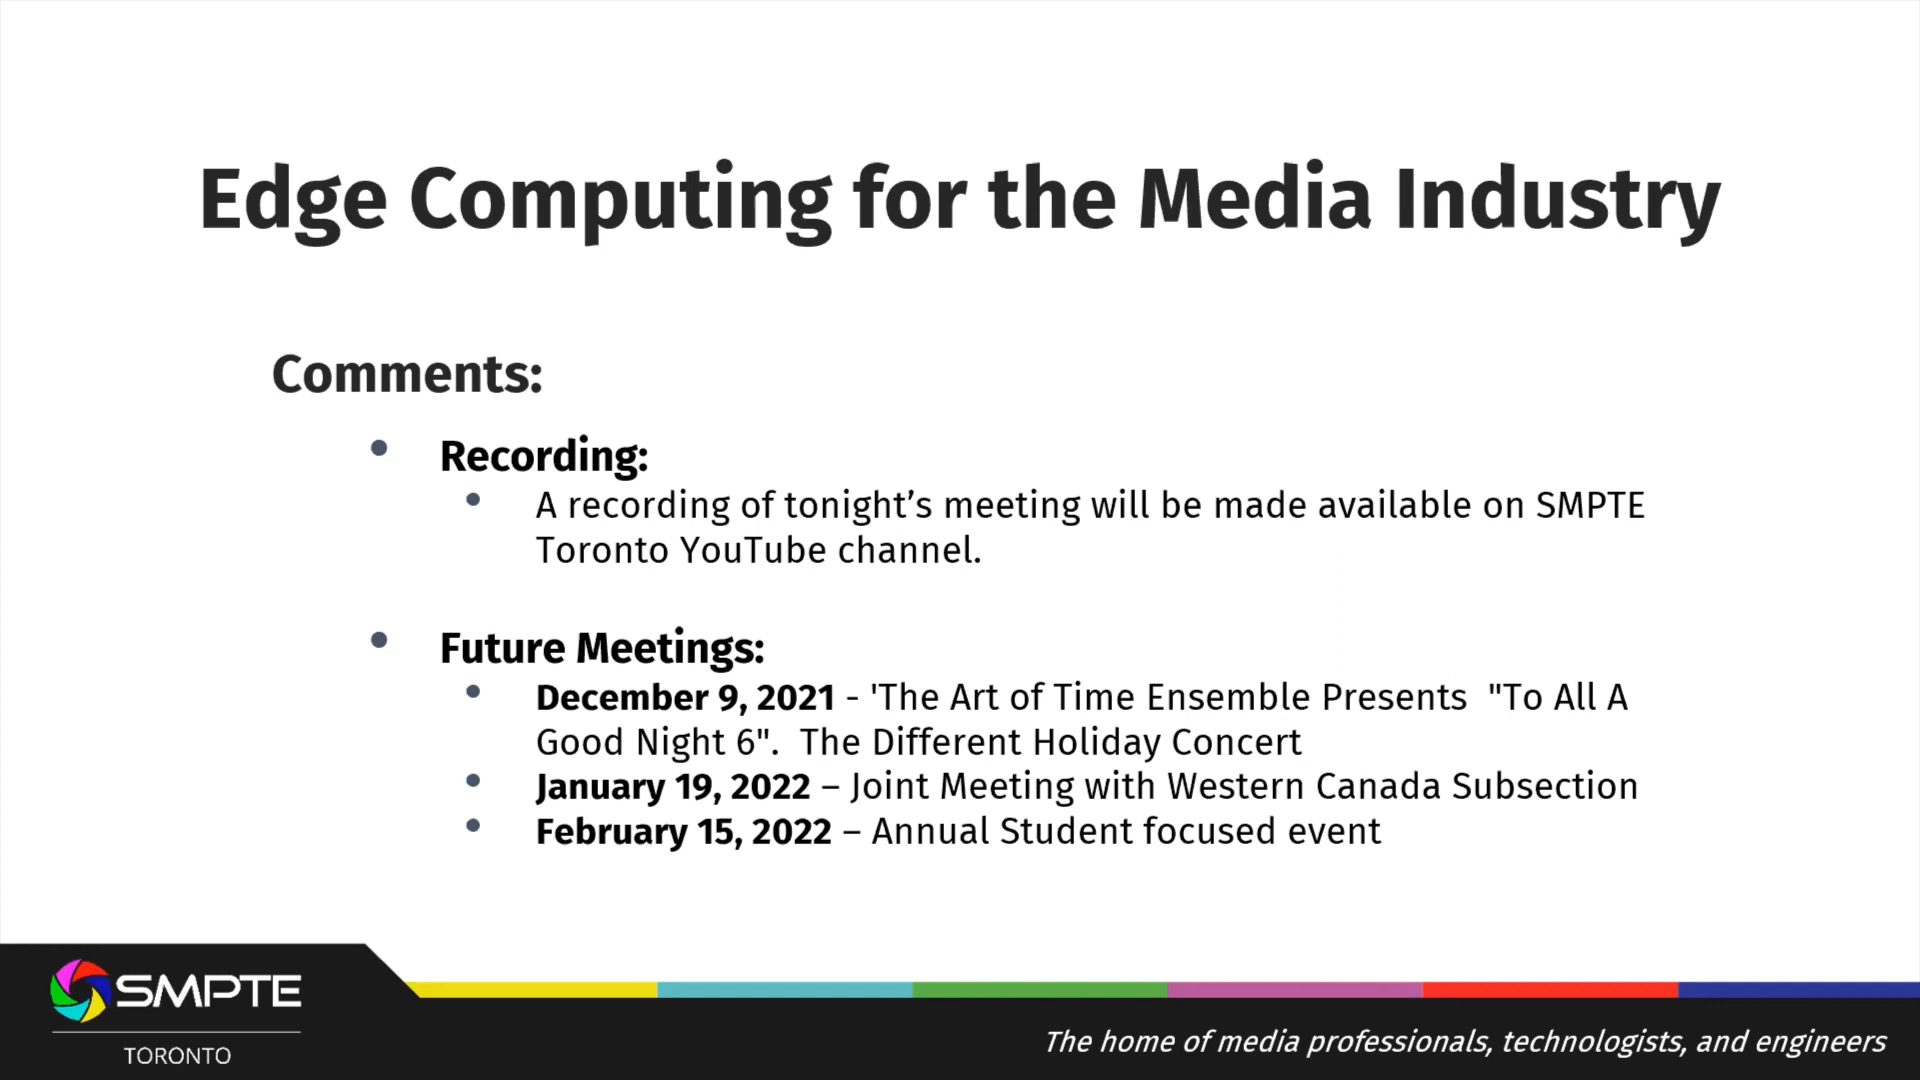 Edge Computing for the Media Industry
Comments:
Recording:
A recording of tonight’s meeting will be made available on SMPTE
Toronto YouTube channel.
Future Meetings:
December 9, 2021 - 'The Art of Time Ensemble Presents  "To All A
Good Night 6".  The Different Holiday Concert
January 19, 2022 – Joint Meeting with Western Canada Subsection
February 15, 2022 – Annual Student focused event
SMPTE
TORONTO
The home of media professionals, technologists, and engineers